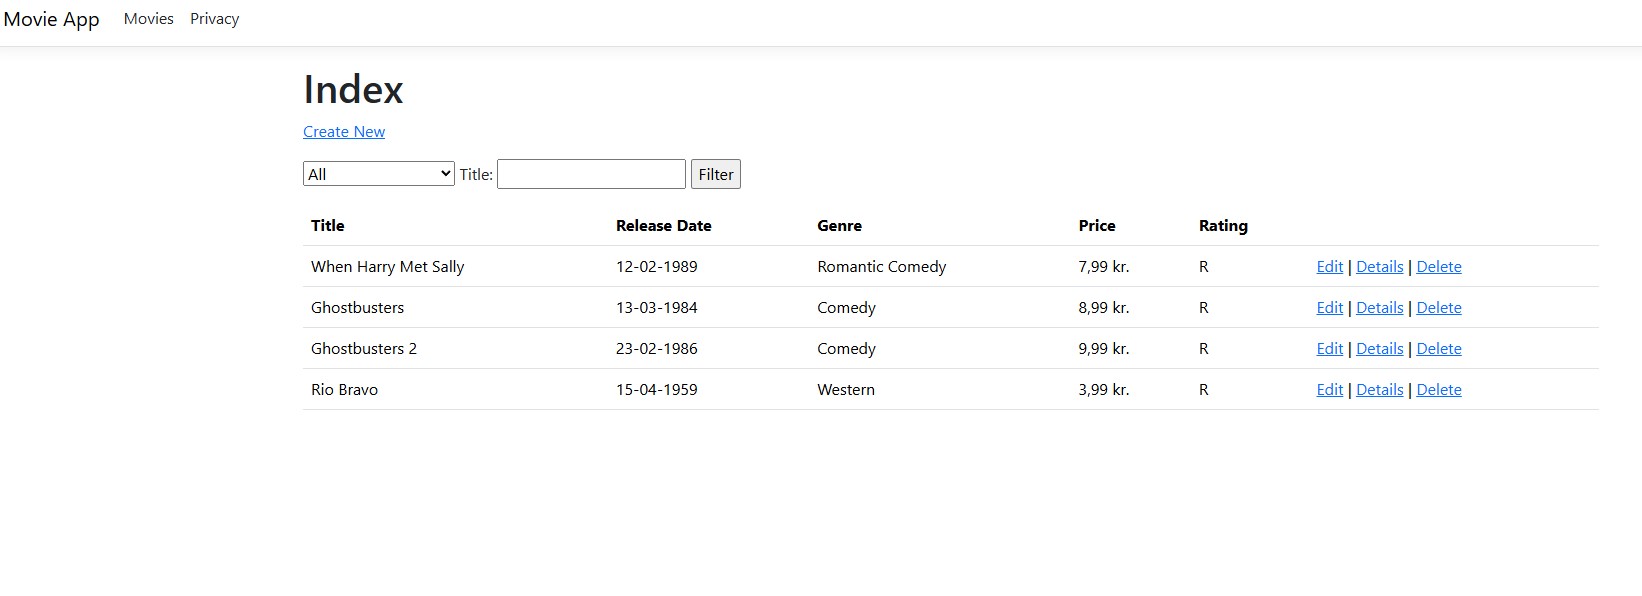 Movie App Movies Privacy
Index
Create New
All Title: Filter
Title Release Date Genre Price Rating
When Harry Met Sally 12-02-1989 Romantic Comedy 7,99 kr. R Edit | Details | Delete
Ghostbusters 13-03-1984 Comedy 8,99 kr. R Edit | Details | Delete
Ghostbusters 2 23-02-1986 Comedy 9,99 kr. R Edit | Details | Delete
Rio Bravo 15-04-1959 Western 3,99 kr. R Edit | Details | Delete